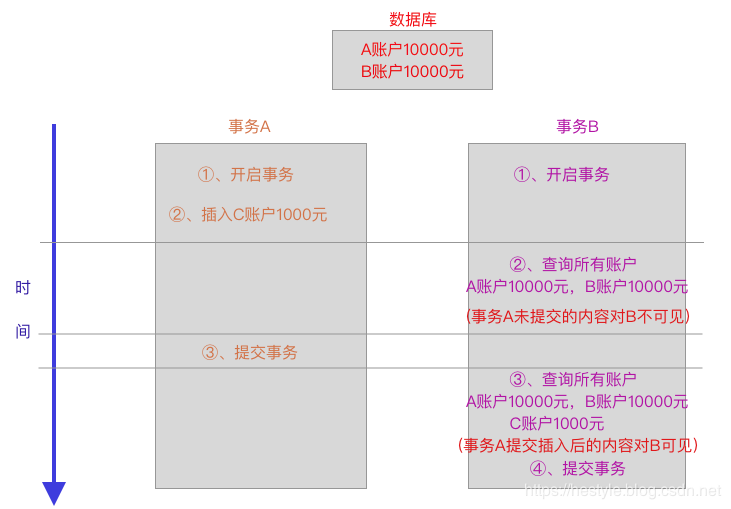 数据库
A账户10000元
B账户10000元
事务A
事务B
①、开启事务
①、开启事务
②、插入C账户1000元
②、查询所有账户
A账户10000元，B账户10000元
(事务A未提交的内容对B不可见)
时
间
③、提交事务
③、查询所有账户
A账户10000元，B账户10000元
C账户1000元
(事务A提交插入后的内容对B可见)
④、提交事务
https://hestyle.blog.csdn.net